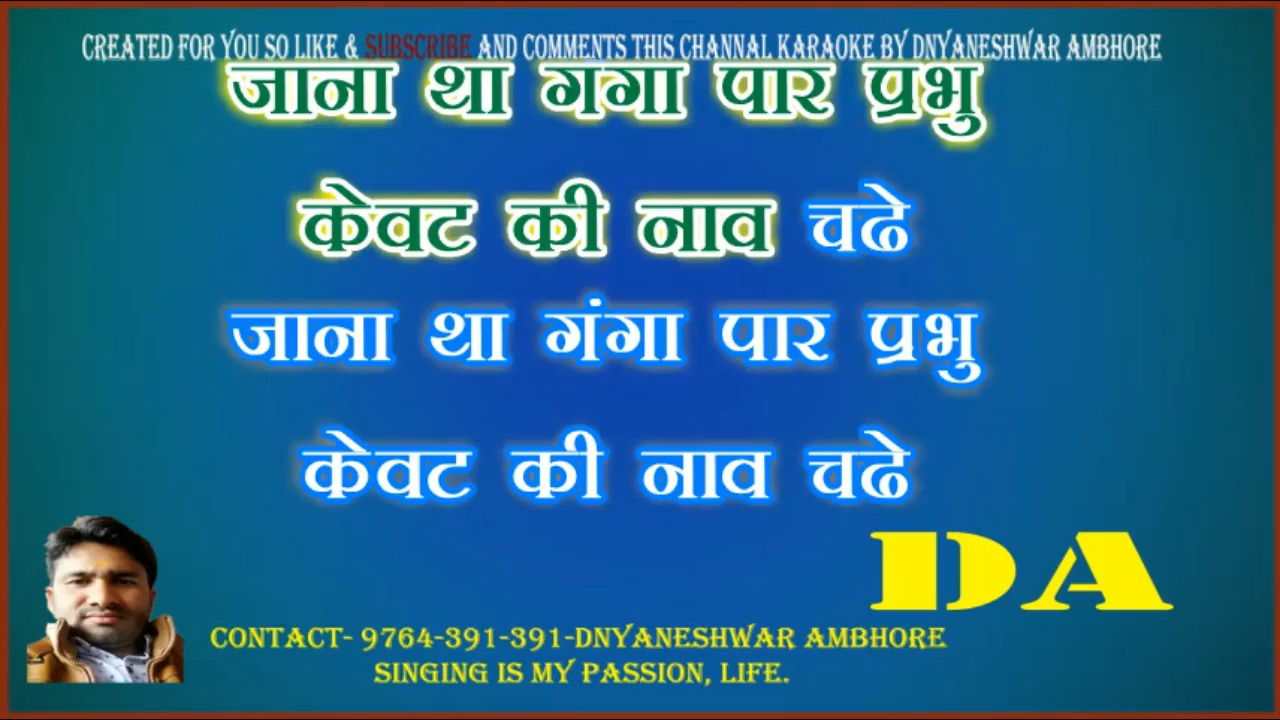 CREATED FOR YOU SO LIKE & SUBSCRIBE AND COMMENTS THIS CHANNAL KARAOKE BY DNYANESHWAR AMBHORE
जाना था गंगा पार प्रभु
केवट की नाव चढे
जाना था गंगा पार प्रभु
केवट की नाव चढे
DA
CONTACT- 9764-391-391-DNYANESHWAR AMBHORE
SINGING IS MY PASSION, LIFE.